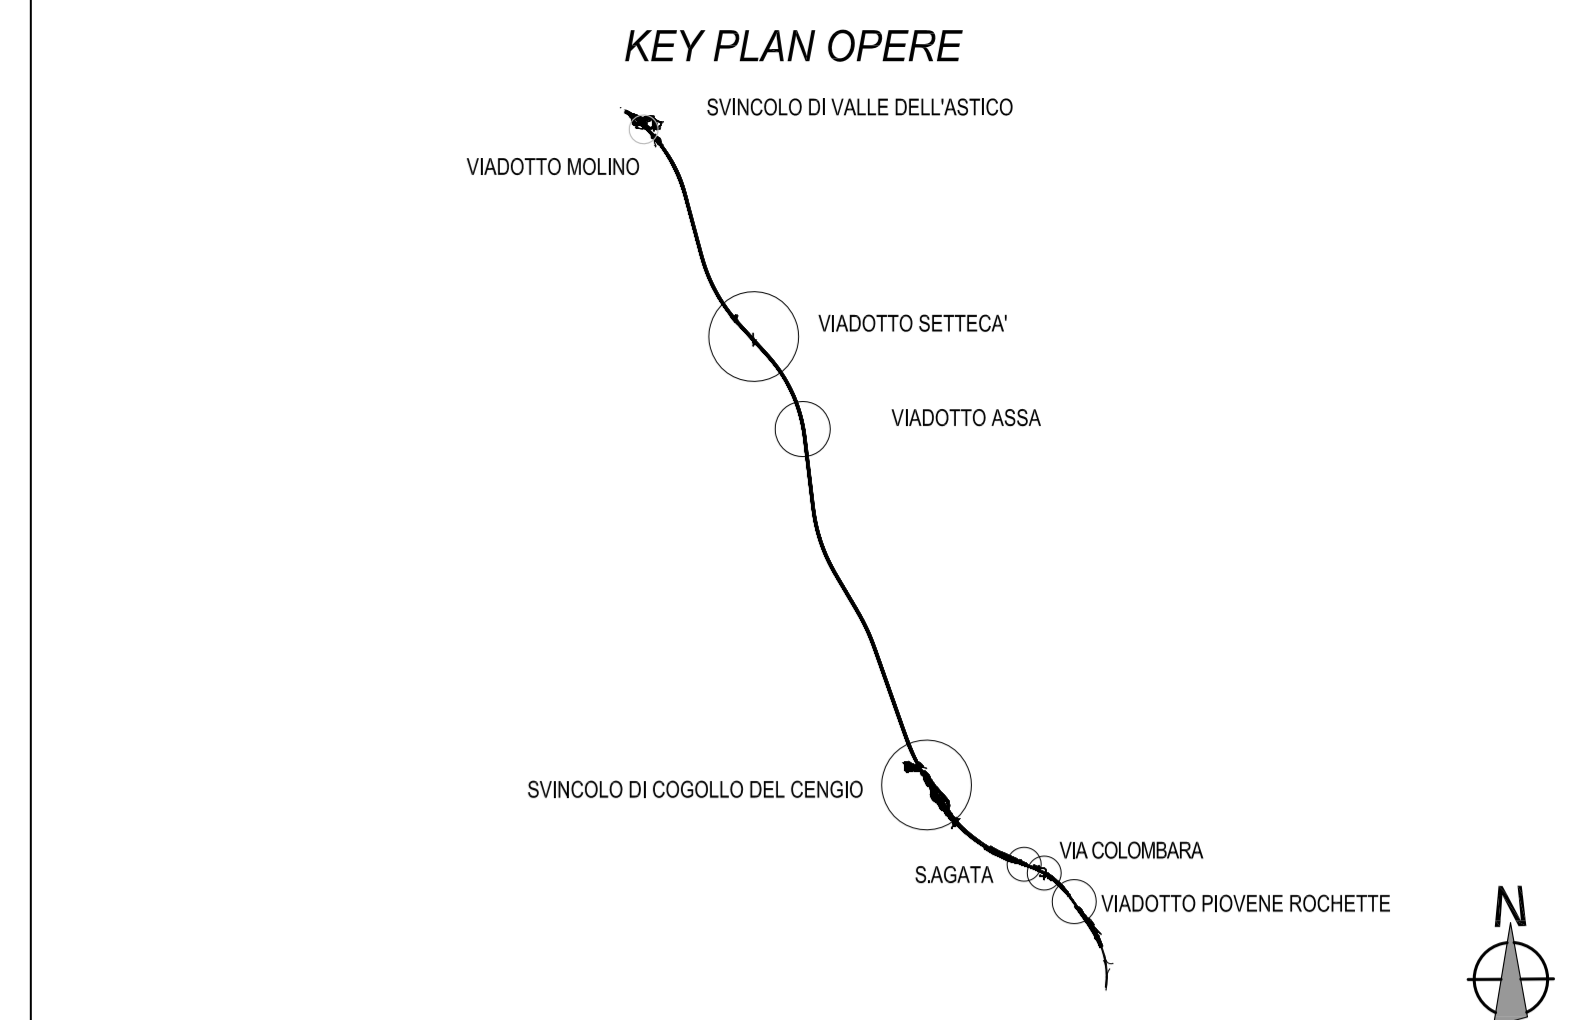 KEY PLAN OPERE
SVINCOLO DI VALLE DELL'ASTICO
VIADOTTO MOLINO
VIADOTTO SETTECA'
VIADOTTO ASSA
SVINCOLO DI COGOLLO DEL CENGIO
VIA COLOMBARA
S.AGATA
VIADOTTO PIOVENE ROCHETTE
N